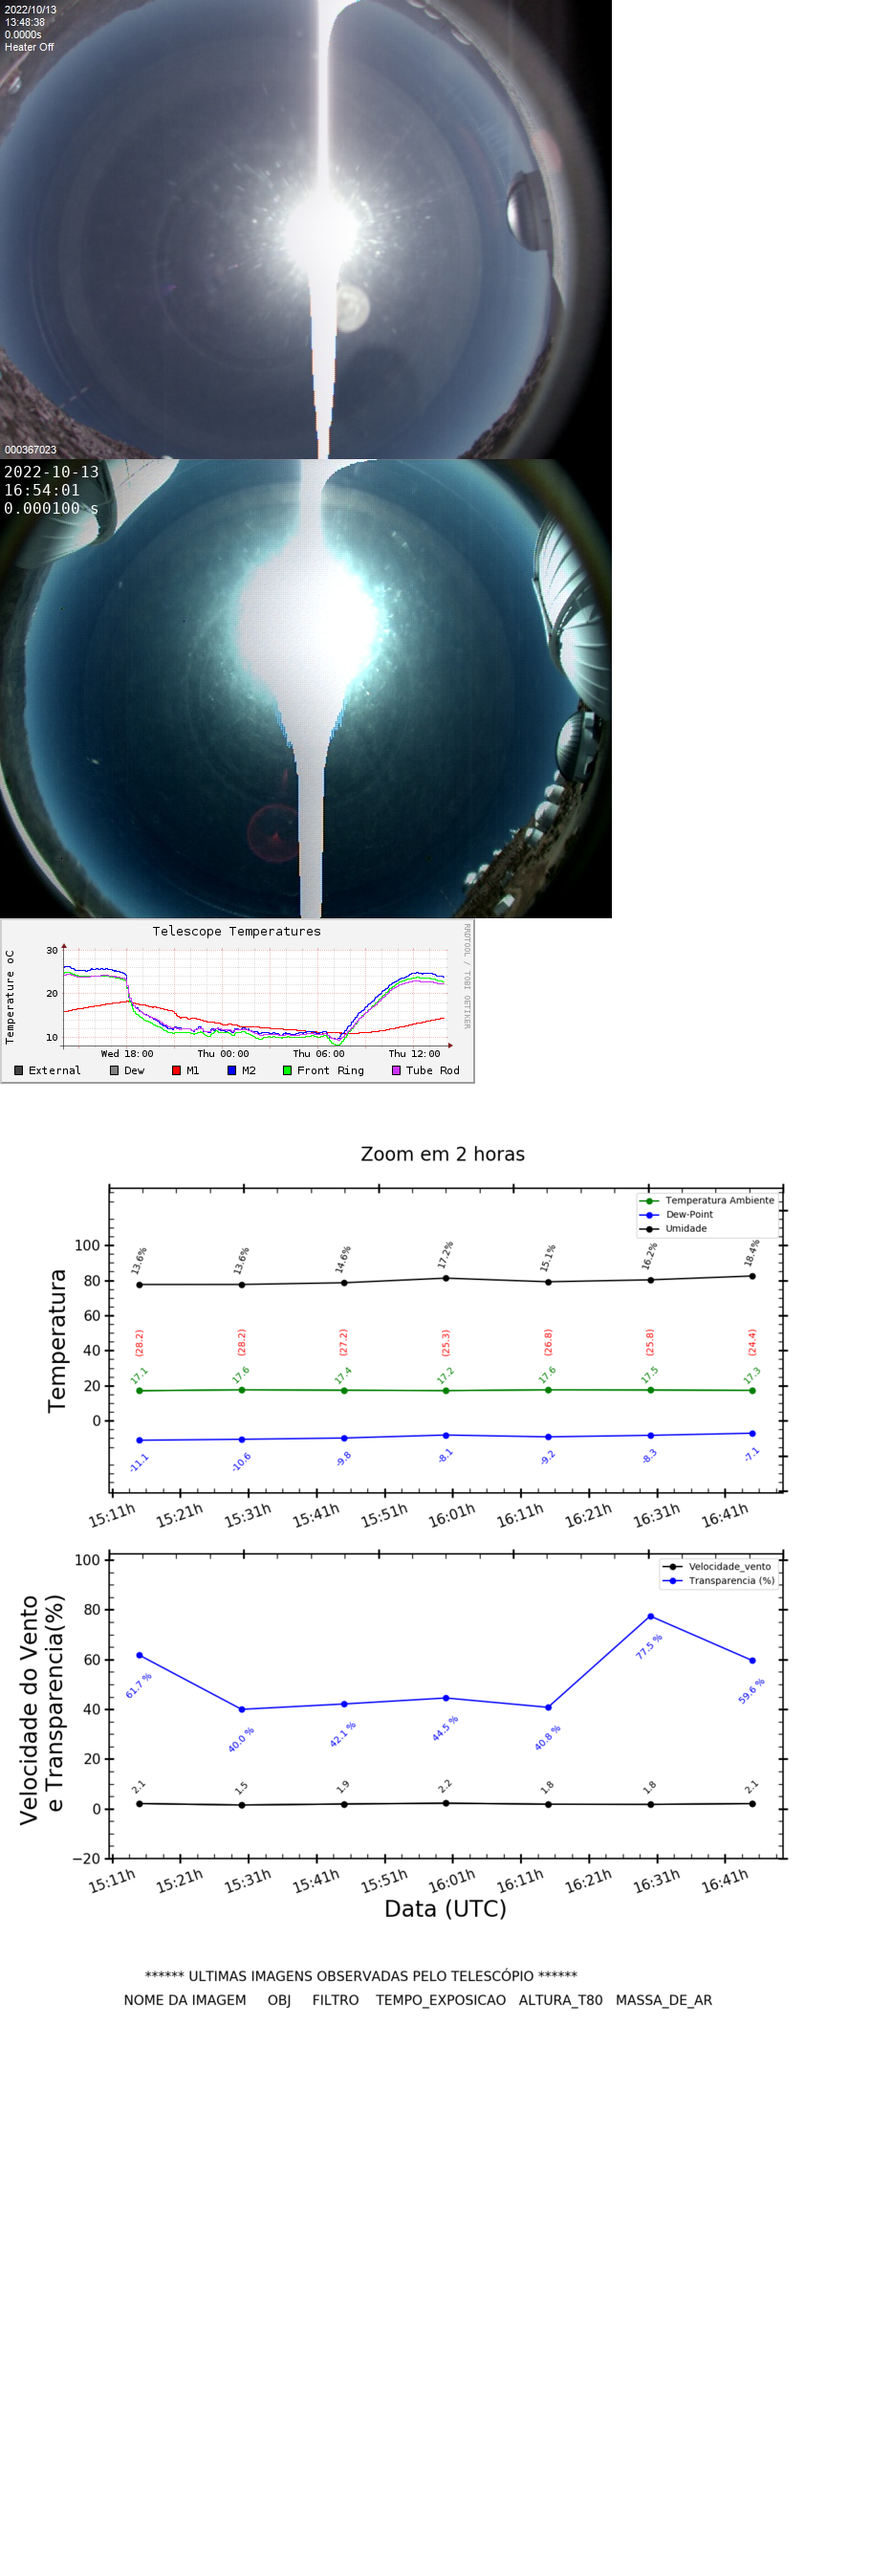 2022/10/13
13:48:38
0.0000s
Heater Off
000367023
2022-10-13
16:54:01
0.000100 s
Telescope Temperatures
RRDTOOL / TOBI OETIKER
Temperature oC
30
20
10
Wed 18:00 Thu 00:00 Thu 06:00 Thu 12:00
External Dew M1 M2 Front Ring Tube Rod
Zoom em 2 horas
Temperatura Ambiente
Dew-Point
Umidade
Temperatura
100
80
60
40
20
0
13.6% 13.6% 14.6% 17.2% 15.1% 16.2% 18.4%
(28.2) (28.2) (27.2) (25.3) (26.8) (25.8) (24.4)
17.1 17.6 17.4 17.2 17.6 17.5 17.3
-11.1 -10.6 -9.8 -8.1 -9.2 -8.3 -7.1
15:11h 15:21h 15:31h 15:41h 15:51h 16:01h 16:11h 16:21h 16:31h 16:41h
Velocidade_vento
Transparencia (%)
Velocidade do Vento
e Transparencia(%)
100
80
60
40
20
0
−20
61.7 % 40.0 % 42.1 % 44.5 % 40.8 % 77.5 % 59.6 %
2.1 1.5 1.9 2.2 1.8 1.8 2.1
15:11h 15:21h 15:31h 15:41h 15:51h 16:01h 16:11h 16:21h 16:31h 16:41h
Data (UTC)
****** ULTIMAS IMAGENS OBSERVADAS PELO TELESCÓPIO ******
NOME DA IMAGEM OBJ FILTRO TEMPO_EXPOSICAO ALTURA_T80 MASSA_DE_AR